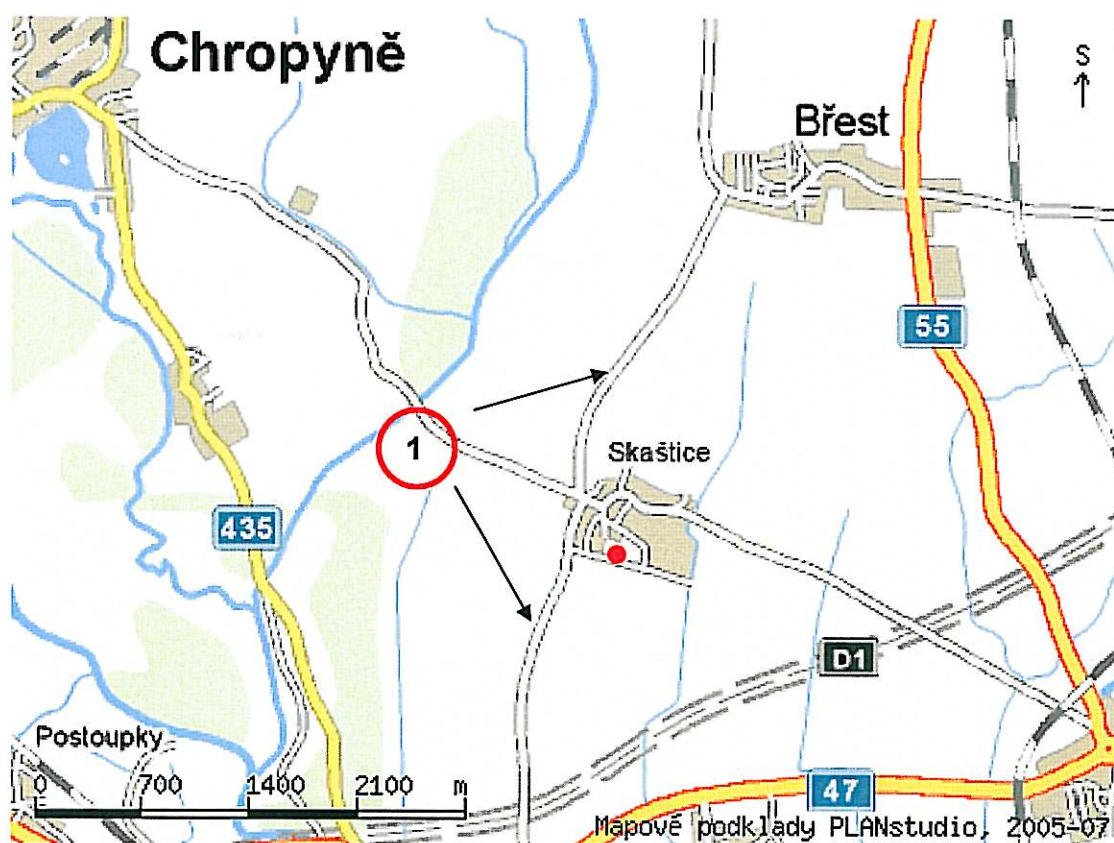 Chropyně
S
Břest
55
1
Skaštice
435
D1
Postoupky
0 700 1400 2100 m
47
Mapové podklady PLANstudio, 2005-07